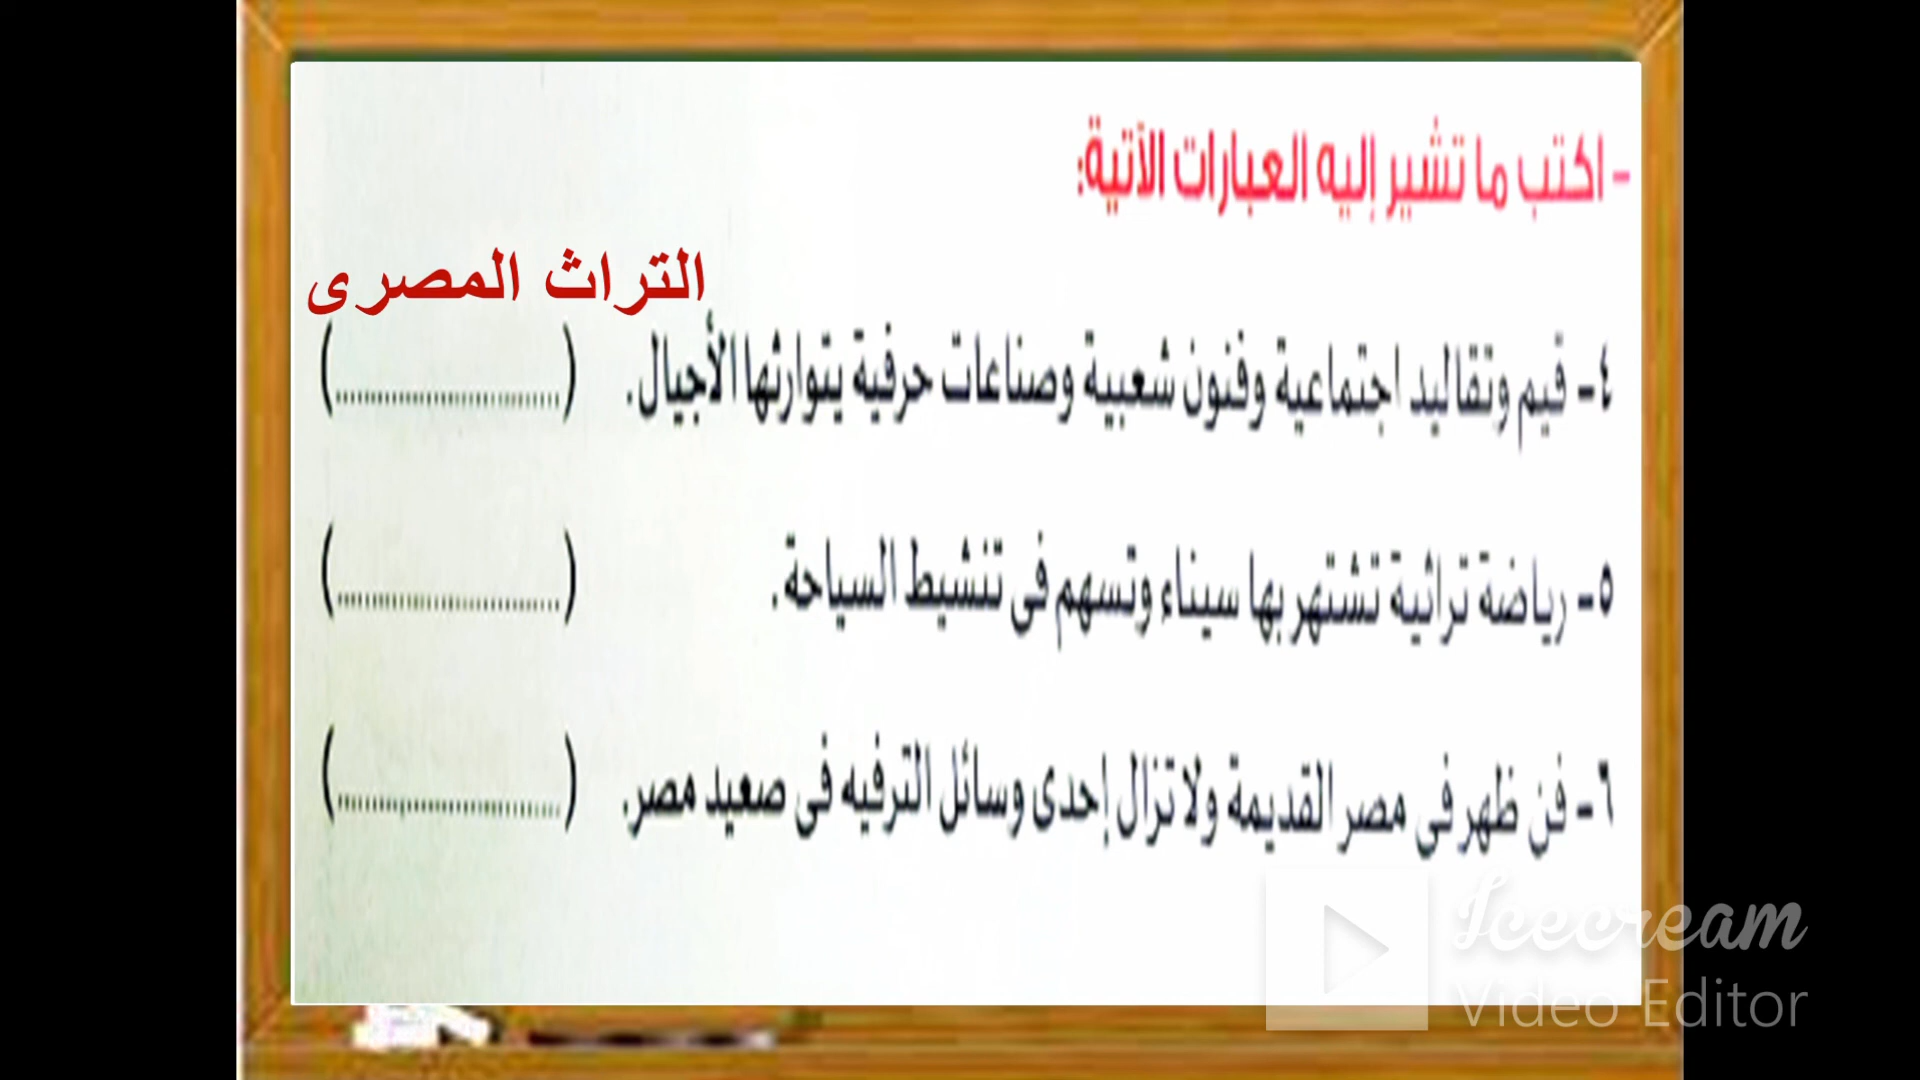 - اكتب ما تشير إليه العبارات الآتية:
التراث المصرى
٤- قيم وتقاليد اجتماعية وفنون شعبية وصناعات حرفية يتوارثها الأجيال. (..............................)
٥- رياضة تراثية تشتهر بها سيناء وتسهم فى تنشيط السياحة. (..............................)
٦- فن ظهر فى مصر القديمة ولا تزال إحدى وسائل الترفيه فى صعيد مصر. (..............................)
Icecream
Video Editor